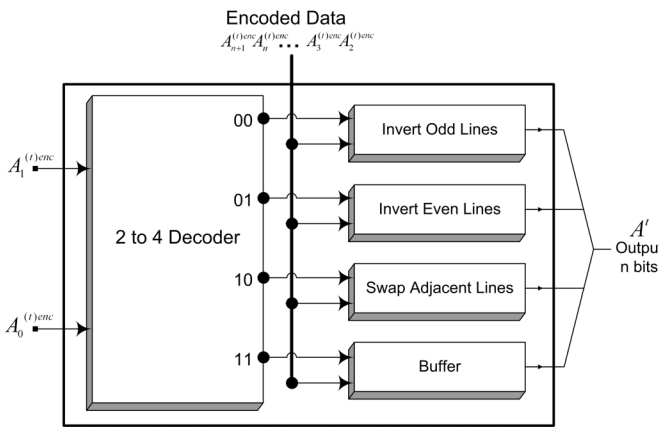 Encoded Data
A_{n+1}^{(t)enc} A_n^{(t)enc} ... A_3^{(t)enc} A_2^{(t)enc}
00
Invert Odd Lines
A_1^{(t)enc}
01
Invert Even Lines
2 to 4 Decoder
A^t
Outpu
n bits
10
Swap Adjacent Lines
A_0^{(t)enc}
11
Buffer